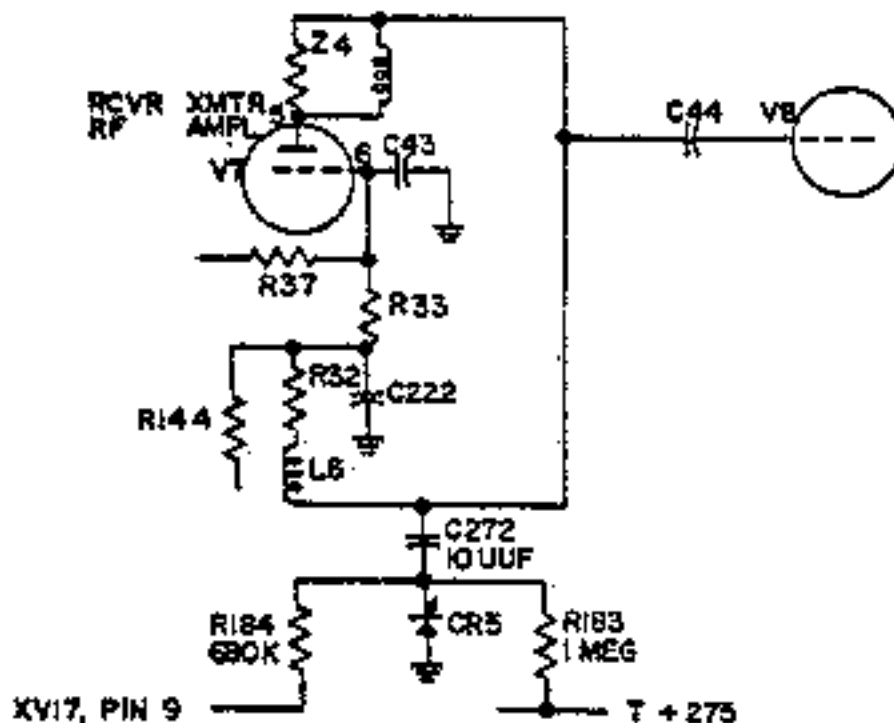 Z4
RCVR XMTR 5
RF AMPL
V7
6
C43
C44
V8
R37
R33
R32
C222
R144
L6
C272
10 UUF
R184
680K
CR5
R183
1 MEG
XV17, PIN 9
T + 275